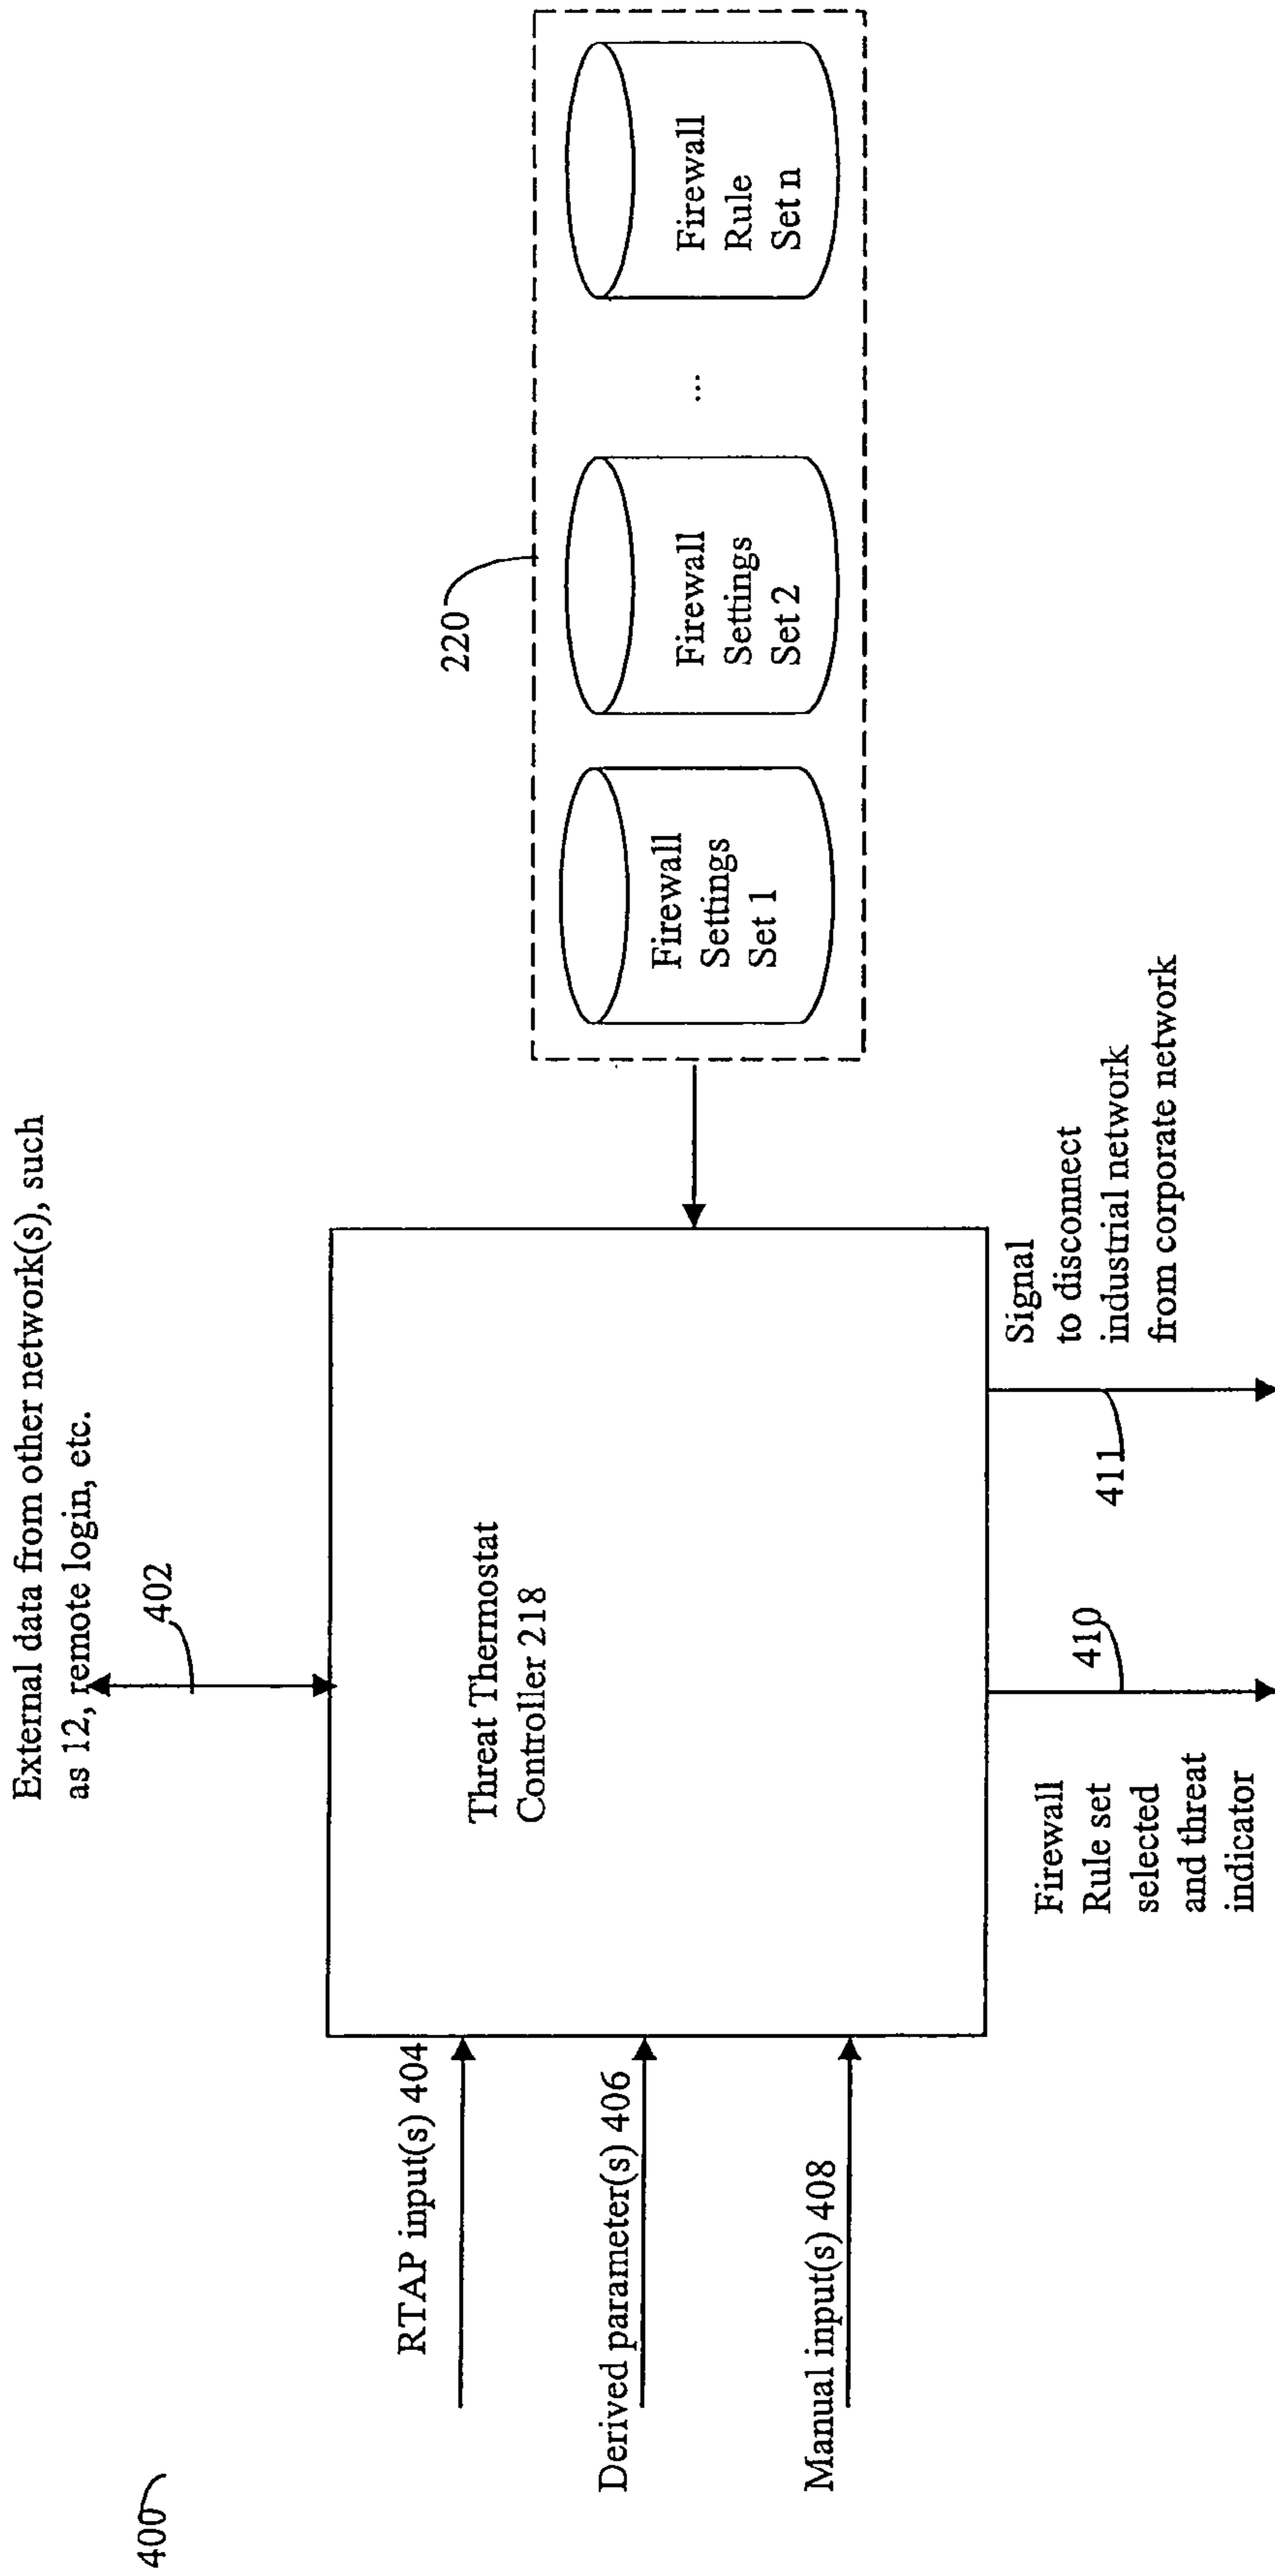 400
External data from other network(s), such
as 12, remote login, etc.
402
RTAP input(s) 404
Derived parameter(s) 406
Manual input(s) 408
Threat Thermostat
Controller 218
220
Firewall
Settings
Set 1
Firewall
Settings
Set 2
...
Firewall
Rule
Set n
Firewall
Rule set
selected
and threat
indicator
410
411
Signal
to disconnect
industrial network
from corporate network